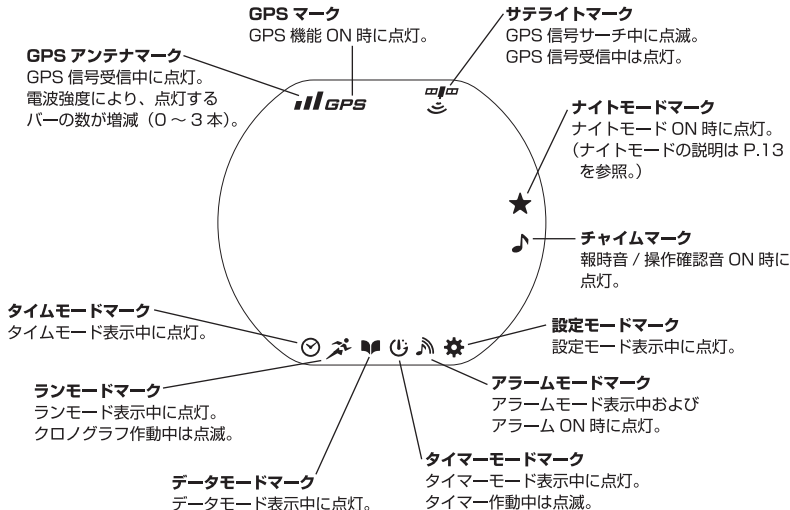 GPS マーク
GPS 機能 ON 時に点灯。
サテライトマーク
GPS 信号サーチ中に点滅。
GPS 信号受信中は点灯。
GPS アンテナマーク
GPS 信号受信中に点灯。
電波強度により、点灯する
バーの数が増減（0 ～ 3 本）。
GPS
ナイトモードマーク
ナイトモード ON 時に点灯。
（ナイトモードの説明は P.13
を参照。）
チャイムマーク
報時音 / 操作確認音 ON 時に
点灯。
タイムモードマーク
タイムモード表示中に点灯。
設定モードマーク
設定モード表示中に点灯。
ランモードマーク
ランモード表示中に点灯。
クロノグラフ作動中は点滅。
アラームモードマーク
アラームモード表示中および
アラーム ON 時に点灯。
データモードマーク
データモード表示中に点灯。
タイマーモードマーク
タイマーモード表示中に点灯。
タイマー作動中は点滅。